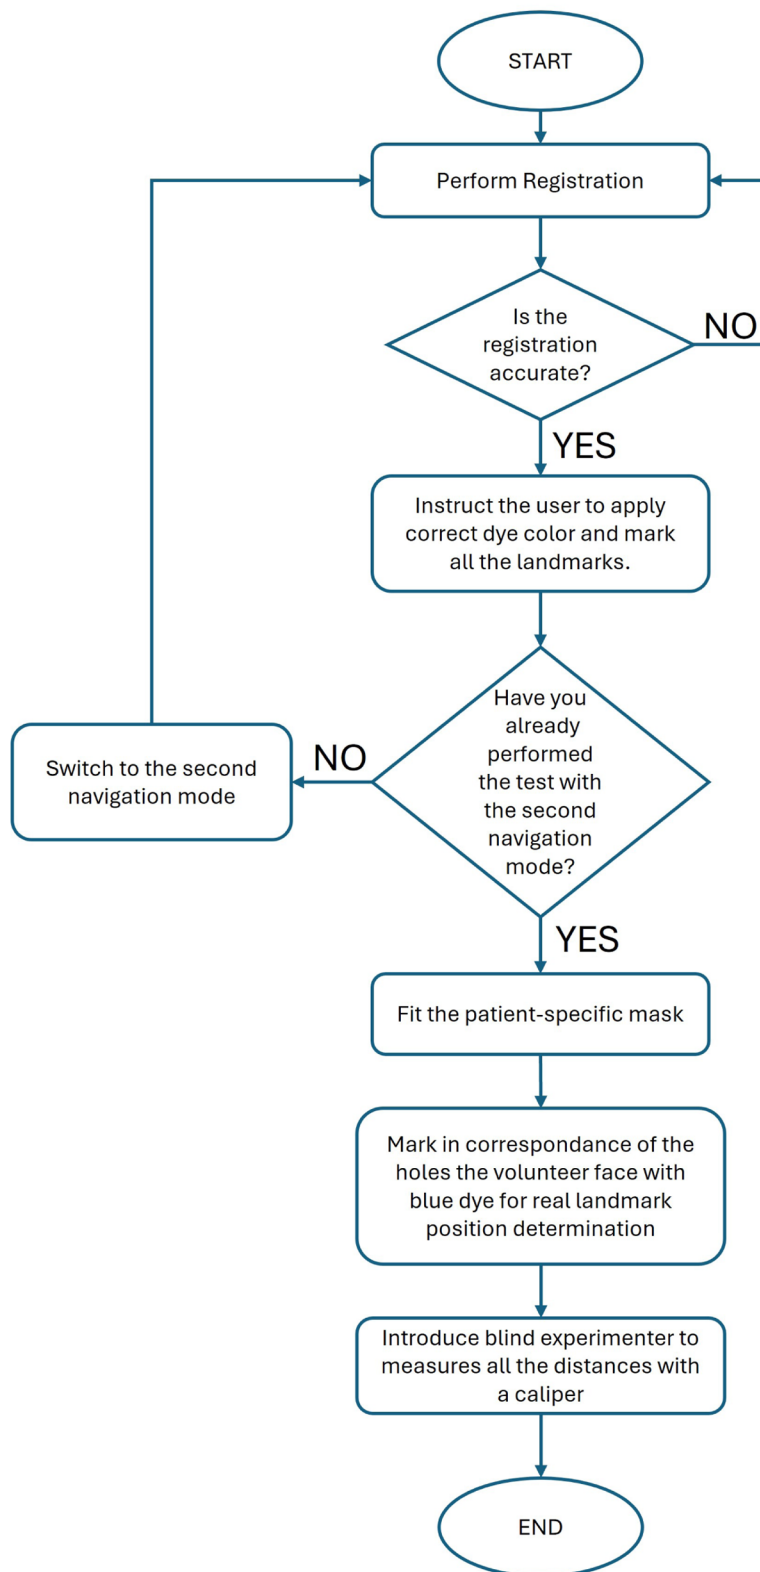 START
Perform Registration
Is the
registration
accurate?
NO
YES
Instruct the user to apply
correct dye color and mark
all the landmarks.
Have you
already
performed
the test with
the second
navigation
mode?
NO
Switch to the second
navigation mode
YES
Fit the patient-specific mask
Mark in correspondance of the
holes the volunteer face with
blue dye for real landmark
position determination
Introduce blind experimenter to
measures all the distances with
a caliper
END